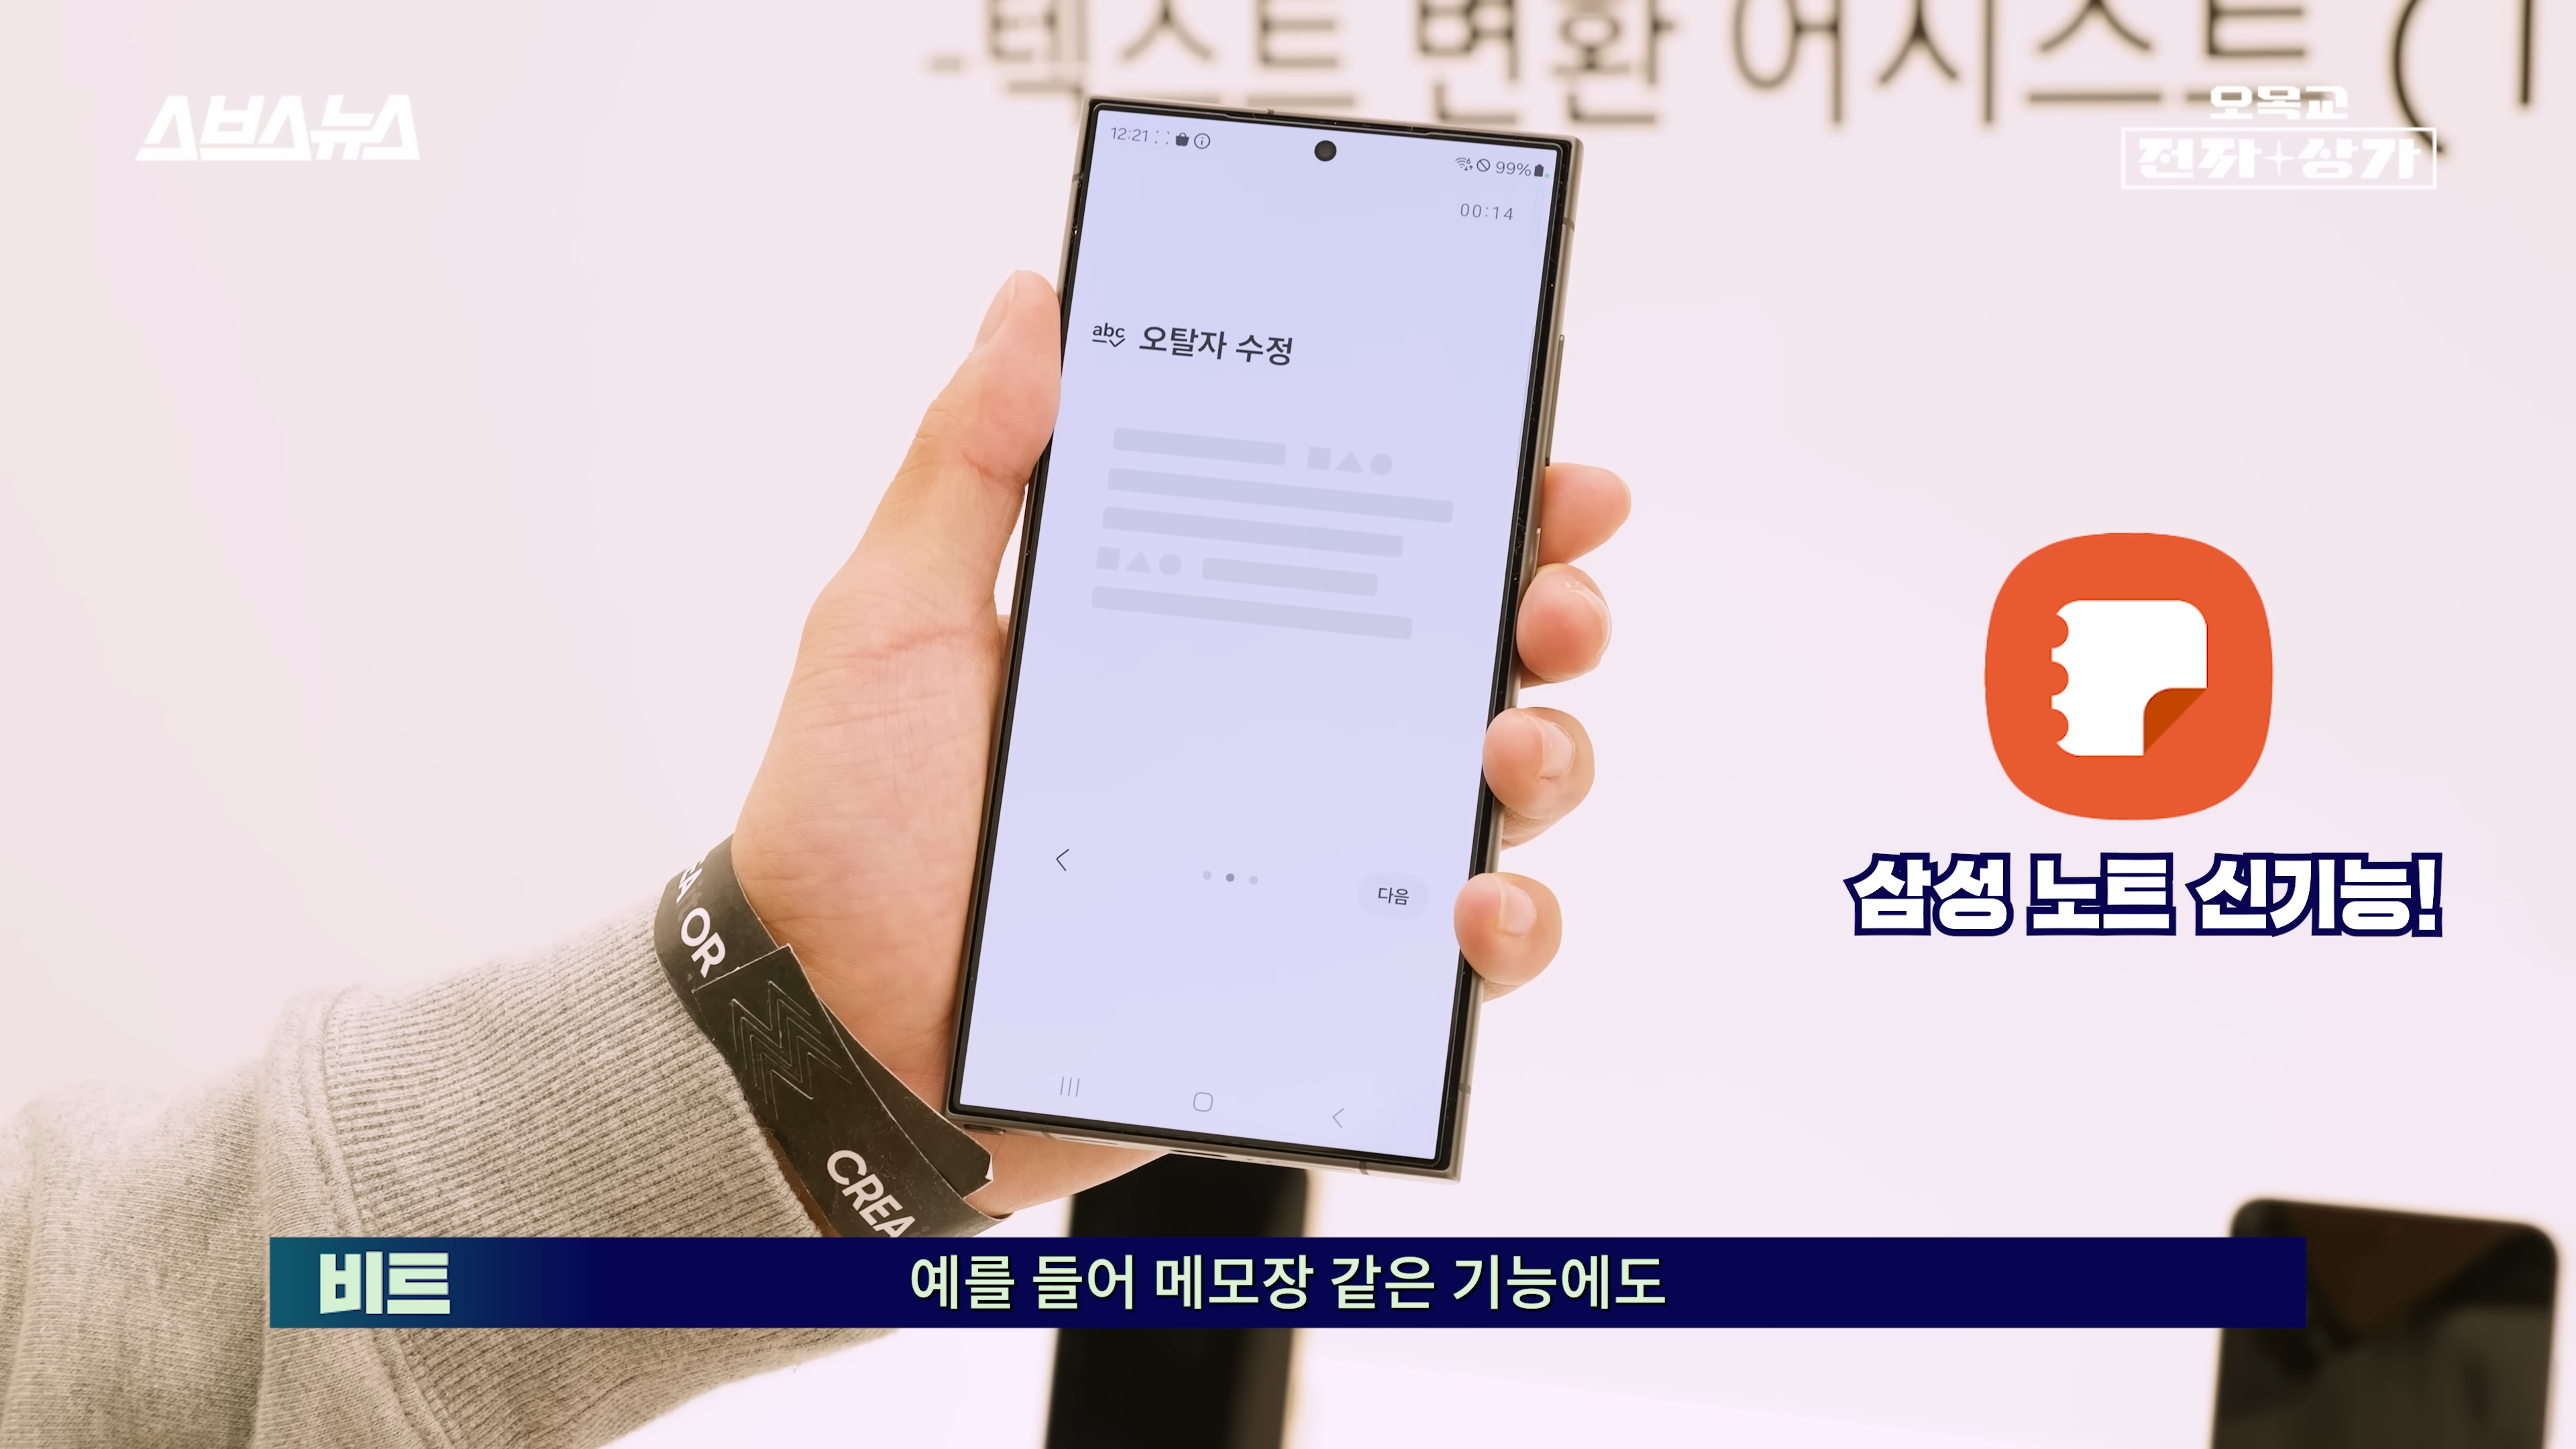 -텍스트 변환 어시스트 (
스브스뉴스
오목교
전자상가
12:21
99%
00:14
abc 오탈자 수정
다음
삼성 노트 신기능!
OR
CREA
비트
예를 들어 메모장 같은 기능에도